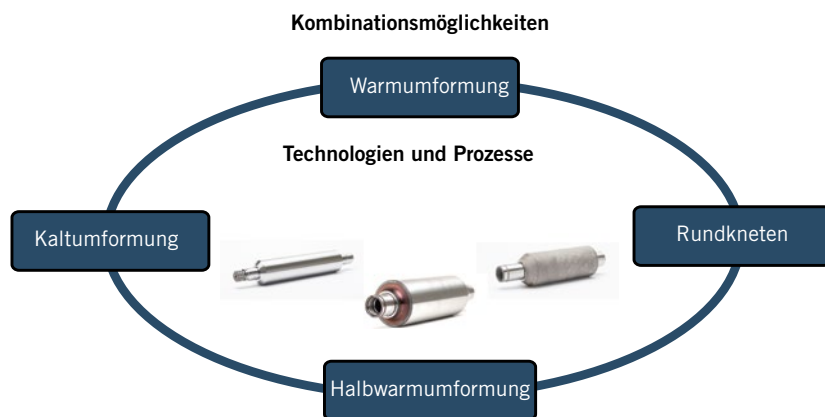 Kombinationsmöglichkeiten
Warmumformung
Technologien und Prozesse
Kaltumformung
Rundkneten
Halbwarmumformung